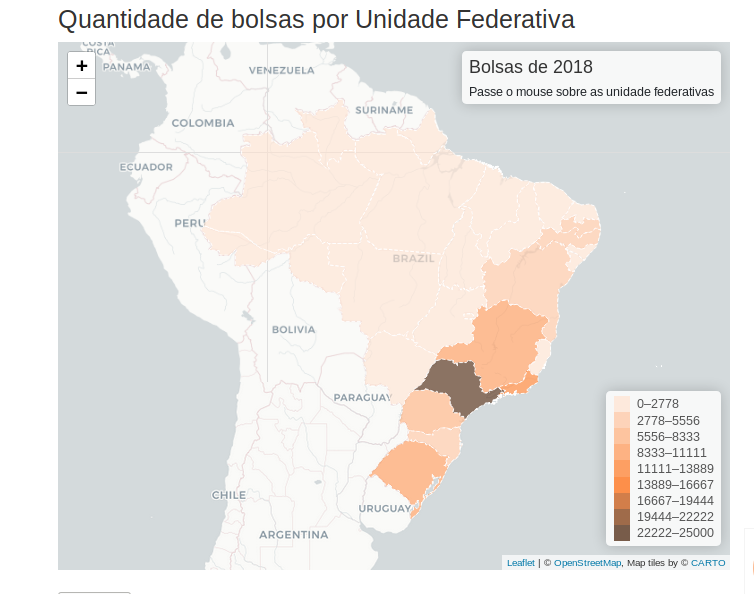 Quantidade de bolsas por Unidade Federativa
COSTA
RICA
PANAMA
+
−
VENEZUELA
Bolsas de 2018
Passe o mouse sobre as unidade federativas
SURINAME
COLOMBIA
ECUADOR
PERU
BRAZIL
BOLIVIA
PARAGUAY
CHILE
URUGUAY
ARGENTINA
0–2778
2778–5556
5556–8333
8333–11111
11111–13889
13889–16667
16667–19444
19444–22222
22222–25000
Leaflet | © OpenStreetMap, Map tiles by © CARTO